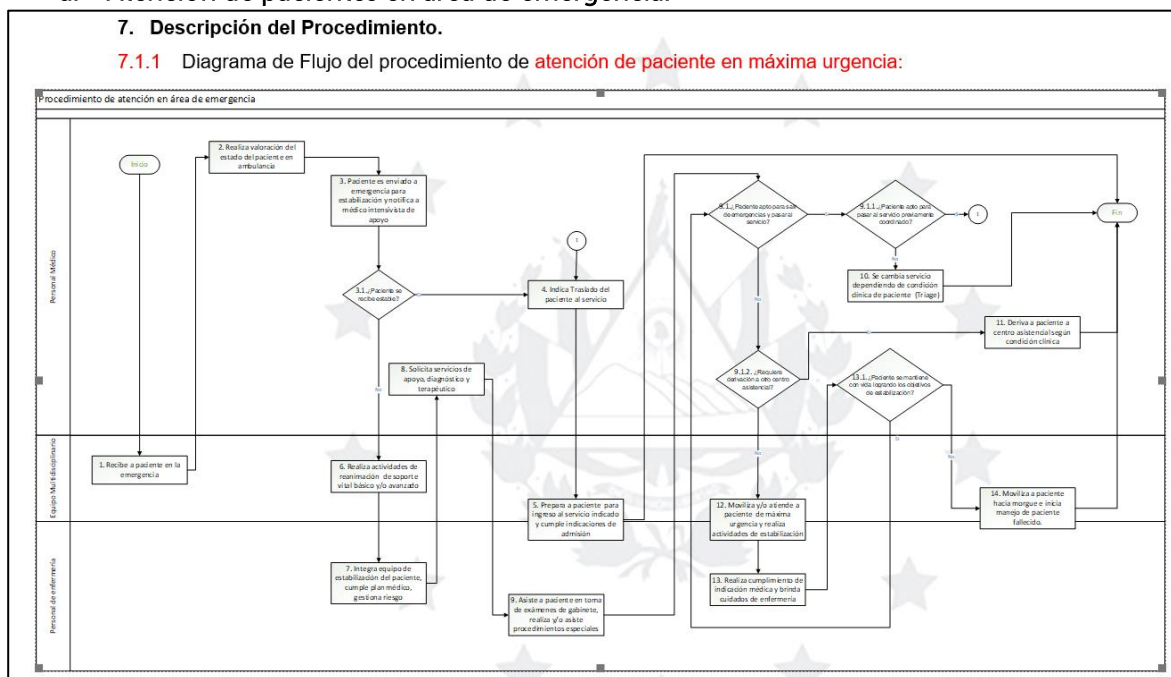 7. Descripción del Procedimiento.
7.1.1 Diagrama de Flujo del procedimiento de atención de paciente en máxima urgencia:
Procedimiento de atención en área de emergencia
Personal Médico
Inicio
2. Realiza valoración del
estado del paciente en
ambulancia
3. Paciente es enviado a
emergencia para
estabilización y notifica a
médico intensivista de
apoyo
3.1.¿Paciente se
recibe estable?
No
1
4. Indica Traslado del
paciente al servicio
8. Solicita servicios de
apoyo, diagnóstico y
terapéutico
9.1.¿Paciente apto para salir
de emergencias y pasar al
servicio?
No
9.1.1.¿Paciente apto para
pasar al servicio previamente
coordinado?
No
1
Fin
10. Se cambia servicio
dependiendo de condición
clínica de paciente (Triage)
11. Deriva a paciente a
centro asistencial según
condición clínica
9.1.2. ¿Requiere
derivación a otro centro
asistencial?
No
13.1.¿Paciente se mantiene
con vida logrando los objetivos
de estabilización?
Si
No
Equipo Multidisciplinario
1. Recibe a paciente en la
emergencia
6. Realiza actividades de
reanimación de soporte
vital básico y/o avanzado
5. Prepara a paciente para
ingreso al servicio indicado
y cumple indicaciones de
admisión
12. Moviliza y/o atiende a
paciente de máxima
urgencia y realiza
actividades de estabilización
14. Moviliza a paciente
hacia morgue e inicia
manejo de paciente
fallecido.
Personal de enfermería
7. Integra equipo de
estabilización del paciente,
cumple plan médico,
gestiona riesgo
9. Asiste a paciente en toma
de exámenes de gabinete,
realiza y/o asiste
procedimientos especiales
13. Realiza cumplimiento de
indicación médica y brinda
cuidados de enfermería